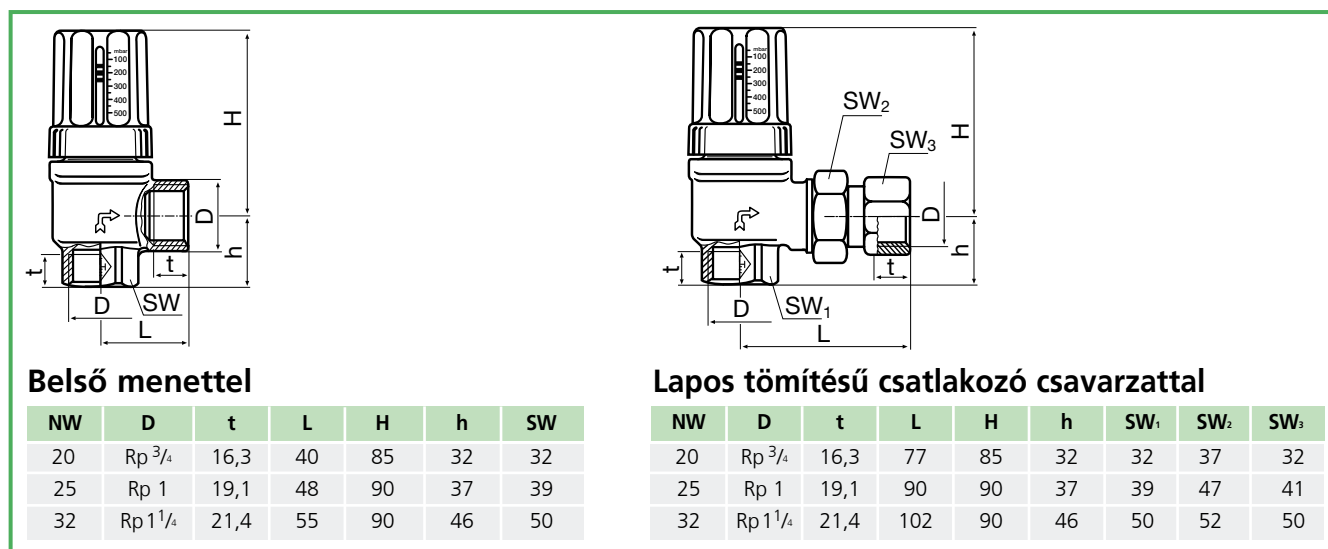 mbar
100
200
300
400
500
H
D
h
t
t
D
SW
L
mbar
100
200
300
400
500
SW₂
SW₃
H
D
h
t
t
D
SW₁
L
Belső menettel
NW D t L H h SW
20 Rp ³/₄ 16,3 40 85 32 32
25 Rp 1 19,1 48 90 37 39
32 Rp 1¹/₄ 21,4 55 90 46 50
Lapos tömítésű csatlakozó csavarzattal
NW D t L H h SW₁ SW₂ SW₃
20 Rp ³/₄ 16,3 77 85 32 32 37 32
25 Rp 1 19,1 90 90 37 39 47 41
32 Rp 1¹/₄ 21,4 102 90 46 50 52 50